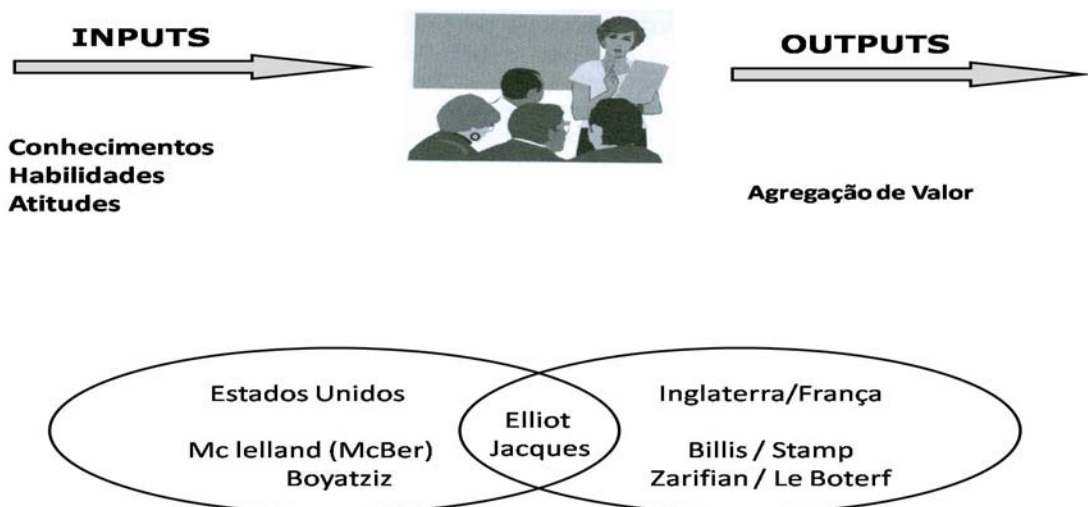 INPUTS
OUTPUTS
Conhecimentos
Habilidades
Atitudes
Agregação de Valor
Estados Unidos
Mc lelland (McBer)
Boyatziz
Elliot
Jacques
Inglaterra/França
Billis / Stamp
Zarifian / Le Boterf